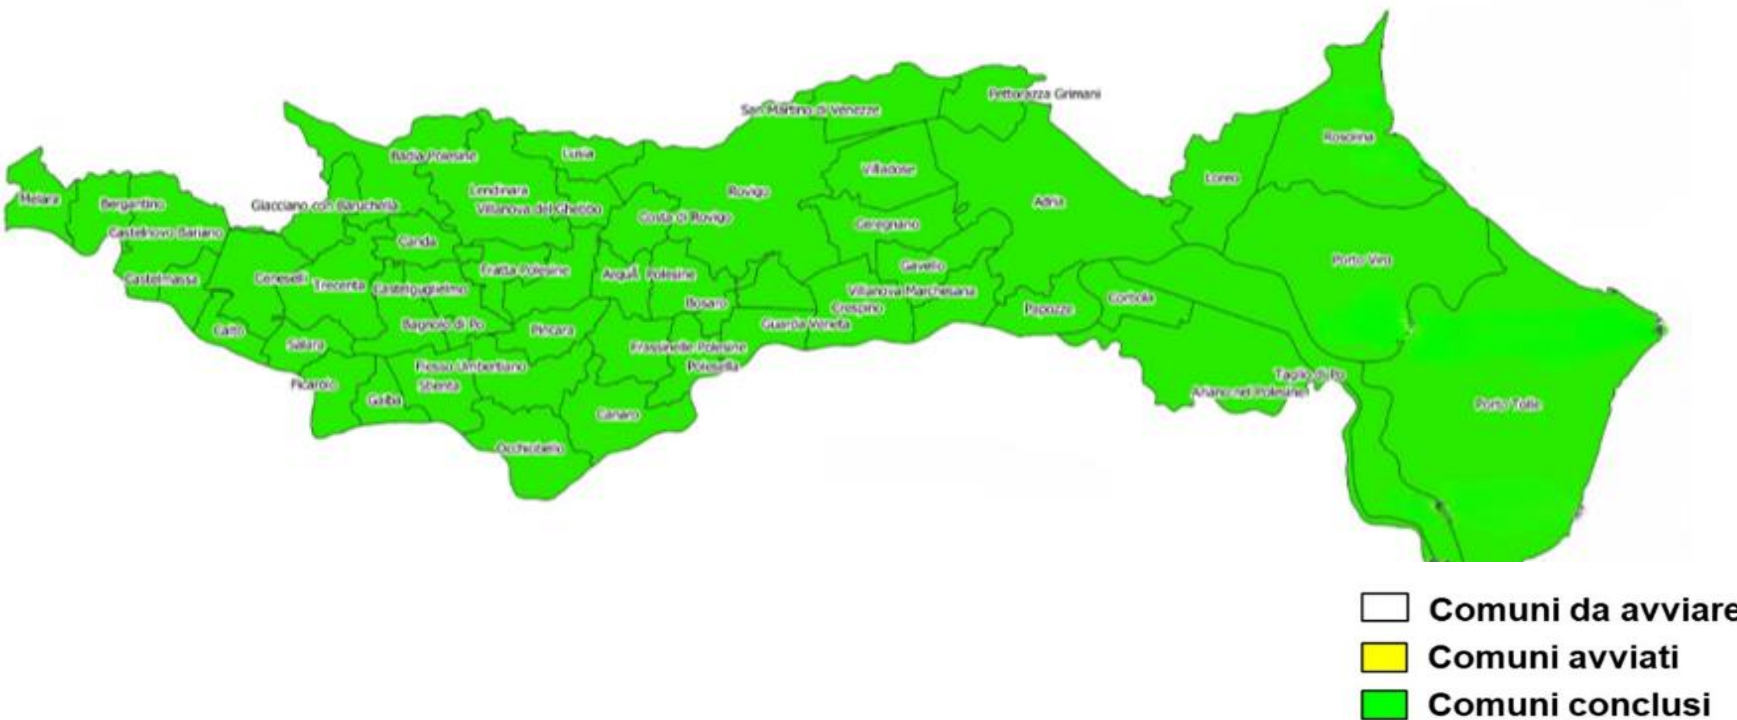 Pettorazza Grimani
San Martino di Venezze
Rosolina
Badia Polesine
Lusia
Villadose
Loreo
Lendinara
Rovigo
Melara
Bergantino
Giacciano con Baruchella
Villanova del Ghebbo
Costa di Rovigo
Adria
Ceregnano
Castelnovo Bariano
Canda
Porto Viro
Gavello
Castelmassa
Ceneselli
Trecenta
Castelguglielmo
Fratta Polesine
Arquà Polesine
Villanova Marchesana
Corbola
Bosaro
Crespino
Papozze
Calto
Bagnolo di Po
Pincara
Guarda Veneta
Salara
Frassinelle Polesine
Fiesso Umbertiano
Polesella
Ficarolo
Stienta
Taglio di Po
Gaiba
Ariano nel Polesine
Canaro
Porto Tolle
Occhiobello
Comuni da avviare
Comuni avviati
Comuni conclusi